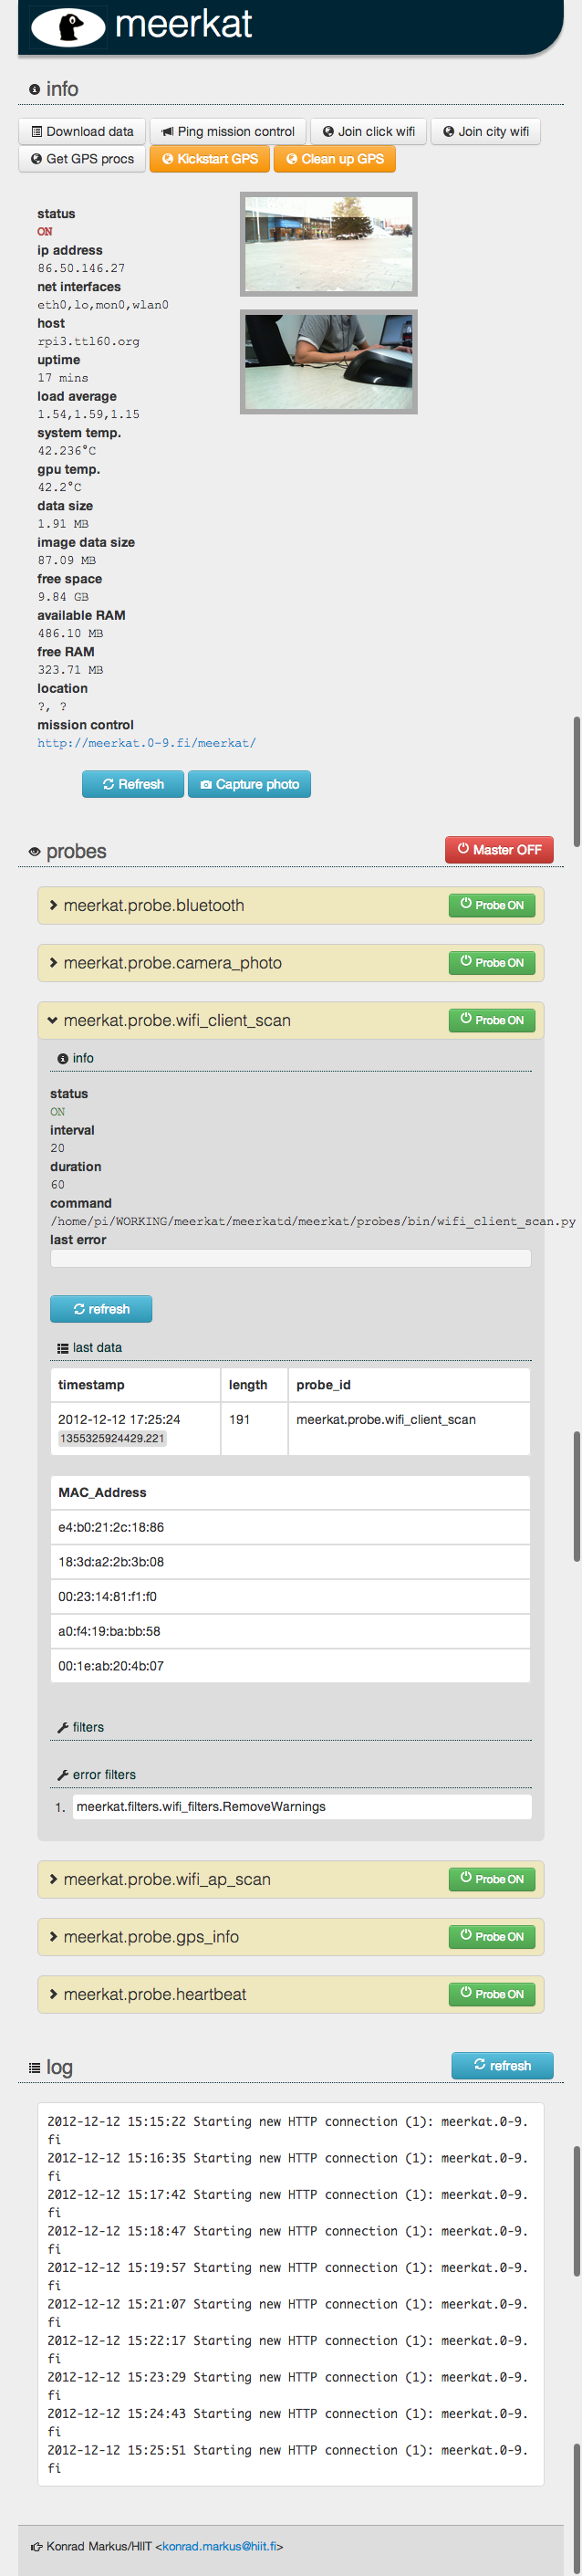 meerkat
info
Download data
Ping mission control
Join click wifi
Join city wifi
Get GPS procs
Kickstart GPS
Clean up GPS
status
ON
ip address
86.50.146.27
net interfaces
eth0,lo,mon0,wlan0
host
rpi3.ttl60.org
uptime
17 mins
load average
1.54,1.59,1.15
system temp.
42.236°C
gpu temp.
42.2°C
data size
1.91 MB
image data size
87.09 MB
free space
9.84 GB
available RAM
486.10 MB
free RAM
323.71 MB
location
?, ?
mission control
http://meerkat.0-9.fi/meerkat/
Refresh
Capture photo
probes
Master OFF
meerkat.probe.bluetooth
Probe ON
meerkat.probe.camera_photo
Probe ON
meerkat.probe.wifi_client_scan
Probe ON
info
status
ON
interval
20
duration
60
command
/home/pi/WORKING/meerkat/meerkatd/meerkat/probes/bin/wifi_client_scan.py
last error
refresh
last data
timestamp length probe_id
2012-12-12 17:25:24 191 meerkat.probe.wifi_client_scan
1355325924429.221
MAC_Address
e4:b0:21:2c:18:86
18:3d:a2:2b:3b:08
00:23:14:81:f1:f0
a0:f4:19:ba:bb:58
00:1e:ab:20:4b:07
filters
error filters
1. meerkat.filters.wifi_filters.RemoveWarnings
meerkat.probe.wifi_ap_scan
Probe ON
meerkat.probe.gps_info
Probe ON
meerkat.probe.heartbeat
Probe ON
log
refresh
2012-12-12 15:15:22 Starting new HTTP connection (1): meerkat.0-9.
fi
2012-12-12 15:16:35 Starting new HTTP connection (1): meerkat.0-9.
fi
2012-12-12 15:17:42 Starting new HTTP connection (1): meerkat.0-9.
fi
2012-12-12 15:18:47 Starting new HTTP connection (1): meerkat.0-9.
fi
2012-12-12 15:19:57 Starting new HTTP connection (1): meerkat.0-9.
fi
2012-12-12 15:21:07 Starting new HTTP connection (1): meerkat.0-9.
fi
2012-12-12 15:22:17 Starting new HTTP connection (1): meerkat.0-9.
fi
2012-12-12 15:23:29 Starting new HTTP connection (1): meerkat.0-9.
fi
2012-12-12 15:24:43 Starting new HTTP connection (1): meerkat.0-9.
fi
2012-12-12 15:25:51 Starting new HTTP connection (1): meerkat.0-9.
fi
Konrad Markus/HIIT <konrad.markus@hiit.fi>